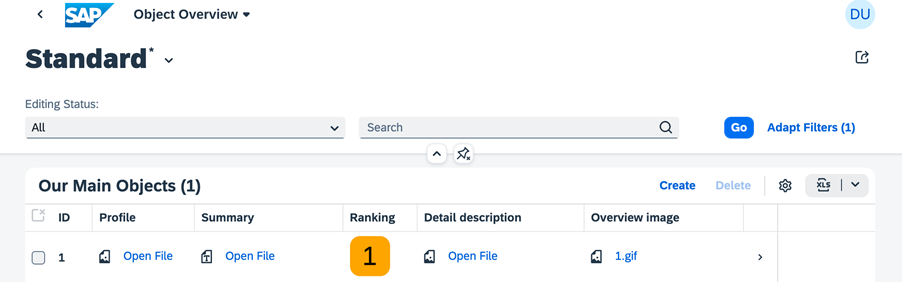 SAP Object Overview
DU
Standard*
Editing Status:
All Search Go Adapt Filters (1)
Our Main Objects (1) Create Delete XLS
ID Profile Summary Ranking Detail description Overview image
1 Open File Open File 1 Open File 1.gif